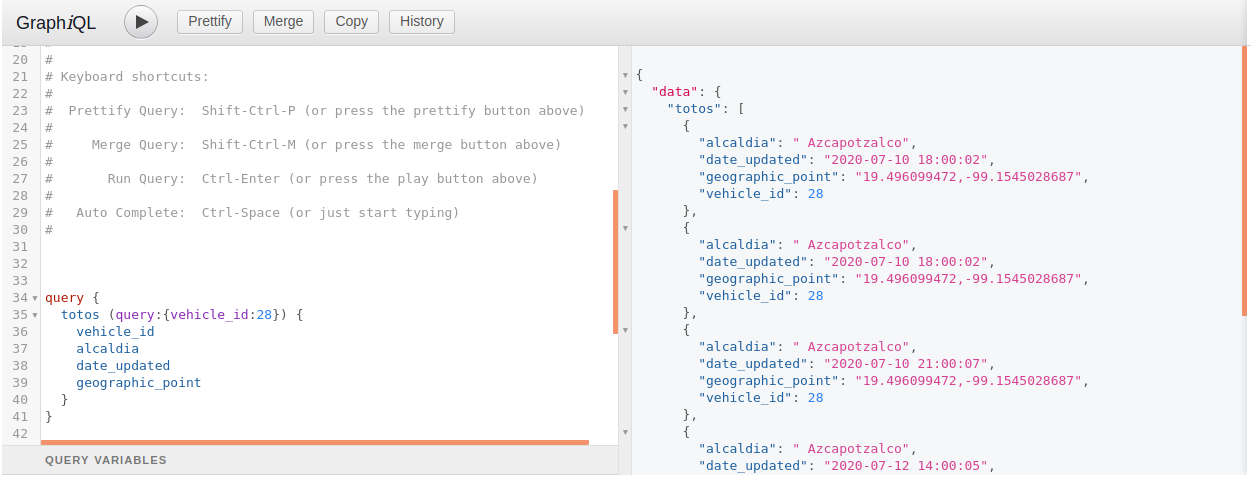 GraphiQL
Prettify
Merge
Copy
History
20 #
21 # Keyboard shortcuts:
22 #
23 #  Prettify Query:  Shift-Ctrl-P (or press the prettify button above)
24 #
25 #     Merge Query:  Shift-Ctrl-M (or press the merge button above)
26 #
27 #       Run Query:  Ctrl-Enter (or press the play button above)
28 #
29 #   Auto Complete:  Ctrl-Space (or just start typing)
30 #
31
32
33
34 query {
35   totos (query:{vehicle_id:28}) {
36     vehicle_id
37     alcaldia
38     date_updated
39     geographic_point
40   }
41 }
42
QUERY VARIABLES
{
  "data": {
    "totos": [
      {
        "alcaldia": " Azcapotzalco",
        "date_updated": "2020-07-10 18:00:02",
        "geographic_point": "19.496099472,-99.1545028687",
        "vehicle_id": 28
      },
      {
        "alcaldia": " Azcapotzalco",
        "date_updated": "2020-07-10 18:00:02",
        "geographic_point": "19.496099472,-99.1545028687",
        "vehicle_id": 28
      },
      {
        "alcaldia": " Azcapotzalco",
        "date_updated": "2020-07-10 21:00:07",
        "geographic_point": "19.496099472,-99.1545028687",
        "vehicle_id": 28
      },
      {
        "alcaldia": " Azcapotzalco",
        "date_updated": "2020-07-12 14:00:05",